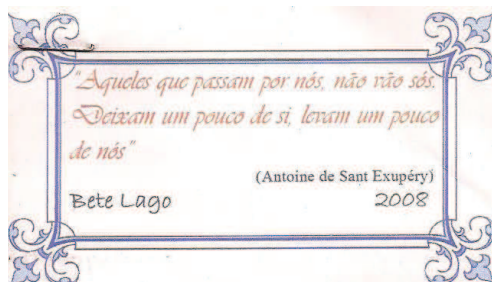 "Aqueles que passam por nós, não vão sós.
Deixam um pouco de si, levam um pouco
de nós"
(Antoine de Sant Exupéry)
Bete Lago 2008